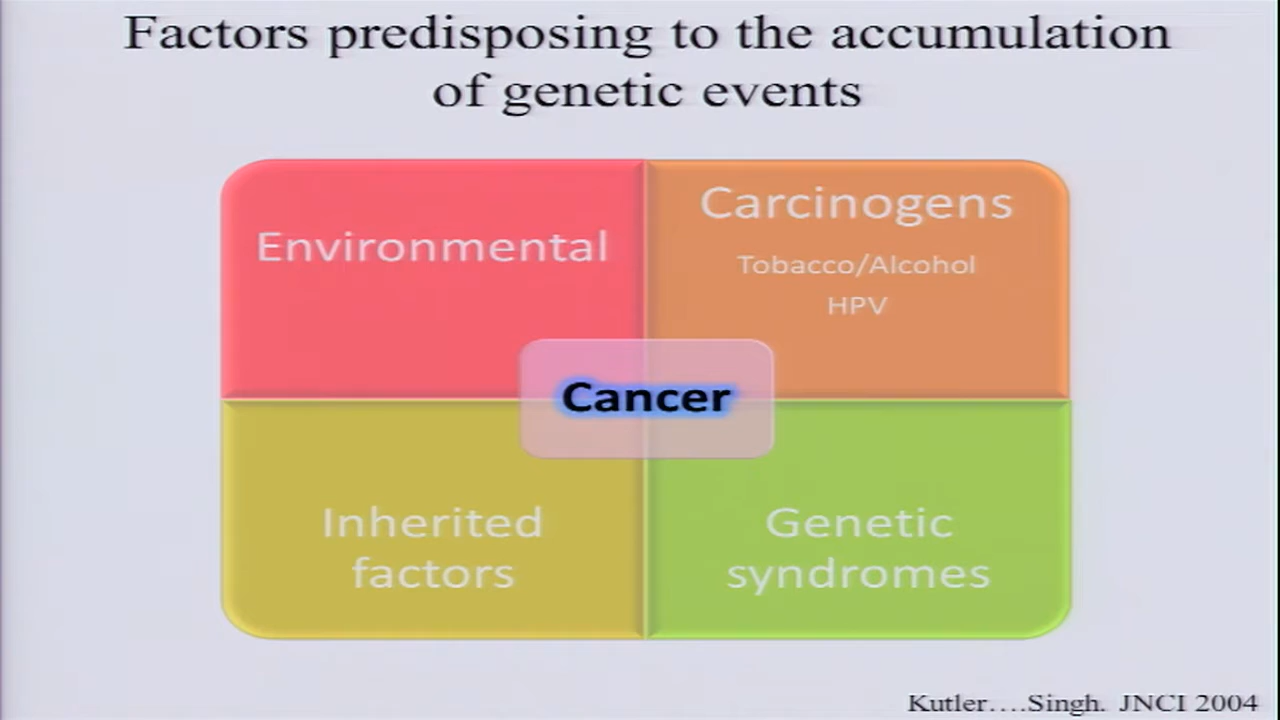 Factors predisposing to the accumulation
of genetic events
Environmental
Carcinogens
Tobacco/Alcohol
HPV
Cancer
Inherited
factors
Genetic
syndromes
Kutler….Singh. JNCI 2004